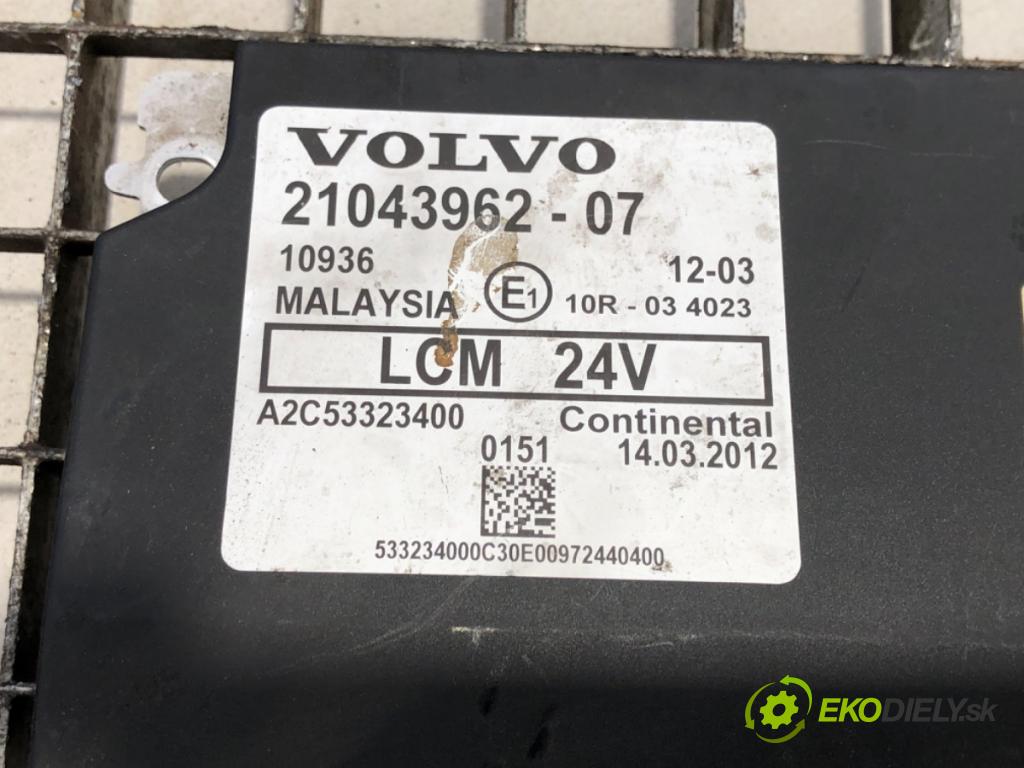 VOLVO
21043962 - 07
10936 12-03
MALAYSIA E1 10R - 03 4023
LCM 24V
A2C53323400 Continental
0151 14.03.2012
533234000C30E00972440400
EKODIELY.sk